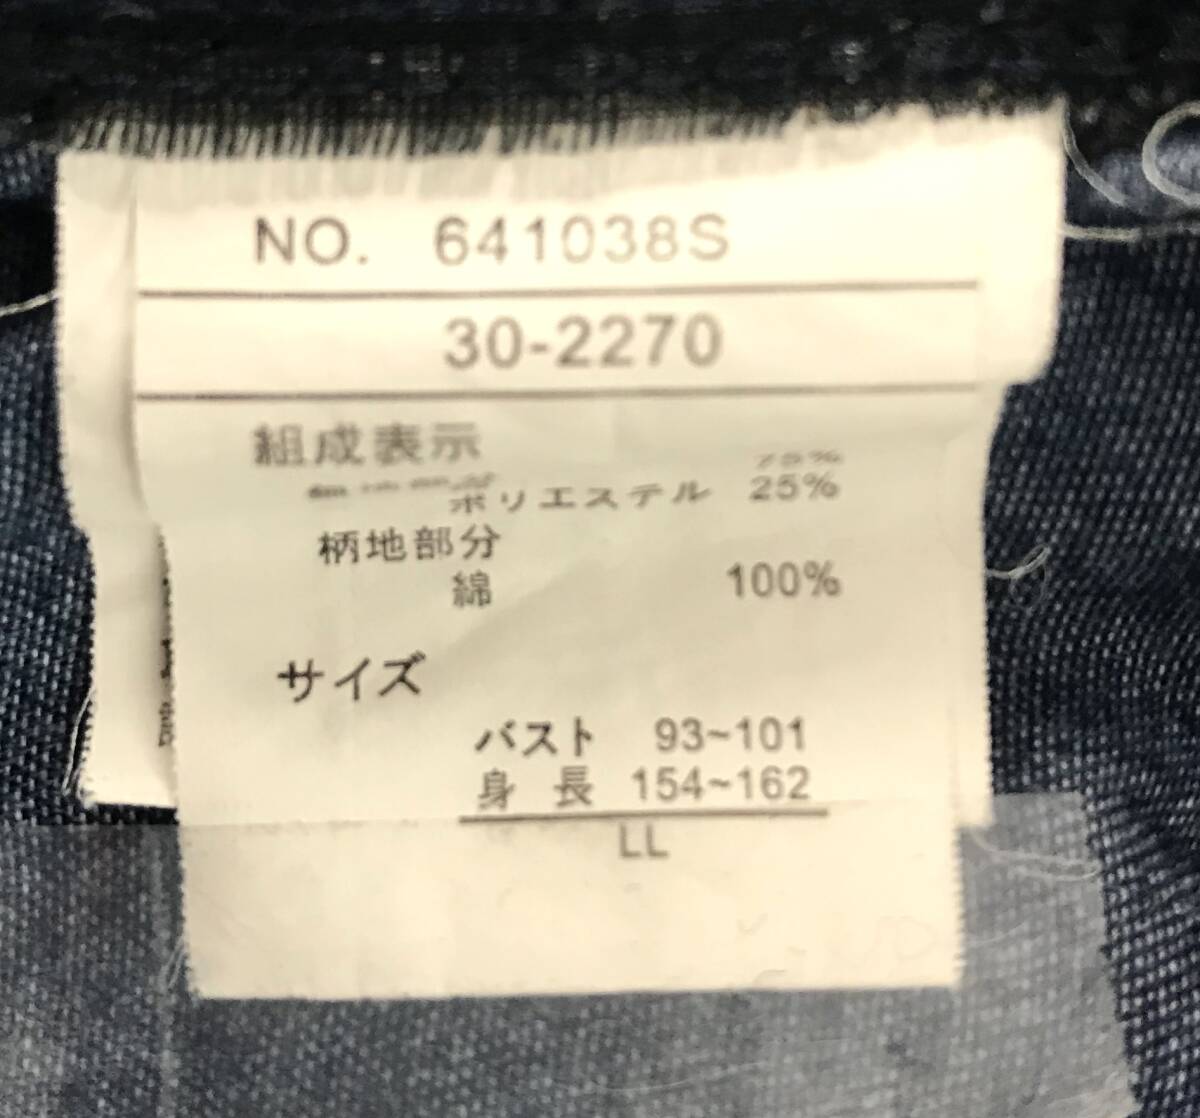 NO. 641038S
30-2270
組成表示
75%
ポリエステル 25%
柄地部分
綿 100%
サイズ
バスト 93~101
身 長 154~162
LL